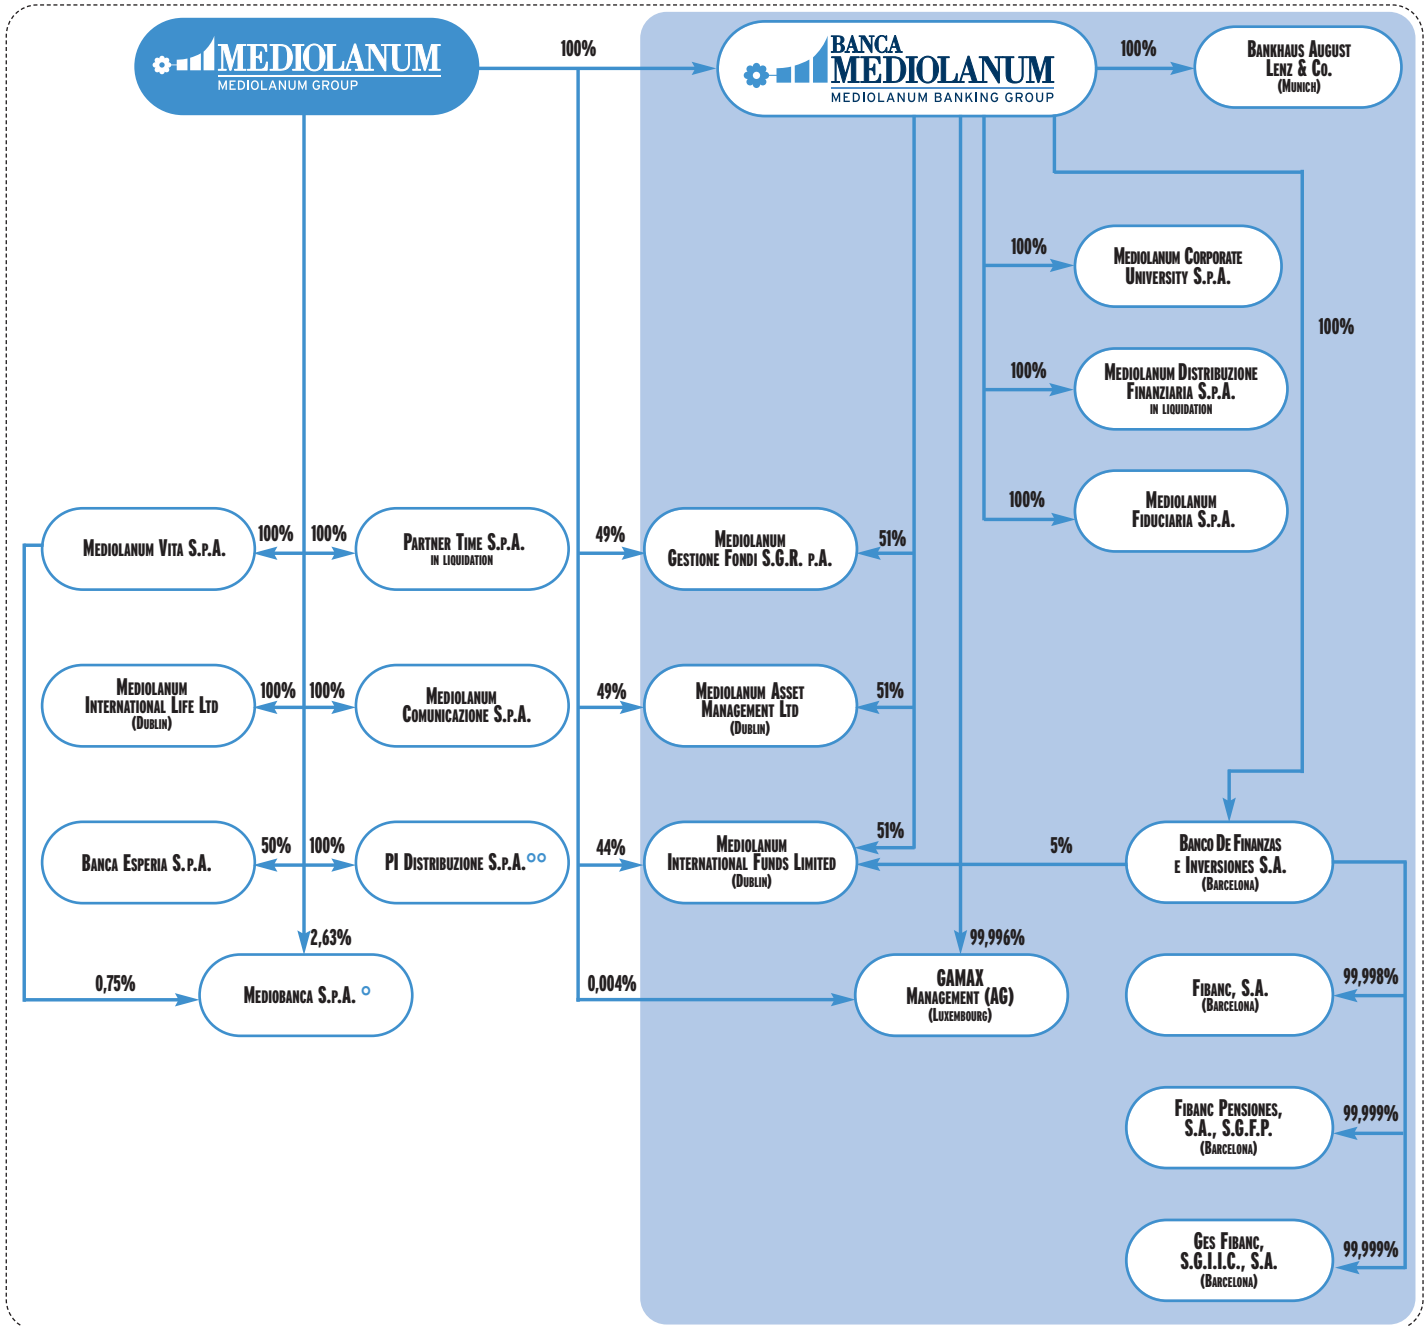 MEDIOLANUM
MEDIOLANUM GROUP
100%
BANCA
MEDIOLANUM
MEDIOLANUM BANKING GROUP
100%
BANKHAUS AUGUST
LENZ & CO.
(MUNICH)
100%
MEDIOLANUM CORPORATE
UNIVERSITY S.P.A.
100%
100%
MEDIOLANUM DISTRIBUZIONE
FINANZIARIA S.P.A.
IN LIQUIDATION
100%
MEDIOLANUM
FIDUCIARIA S.P.A.
MEDIOLANUM VITA S.P.A.
100%
100%
PARTNER TIME S.P.A.
IN LIQUIDATION
49%
MEDIOLANUM
GESTIONE FONDI S.G.R. P.A.
51%
MEDIOLANUM
INTERNATIONAL LIFE LTD
(DUBLIN)
100%
100%
MEDIOLANUM
COMUNICAZIONE S.P.A.
49%
MEDIOLANUM ASSET
MANAGEMENT LTD
(DUBLIN)
51%
BANCA ESPERIA S.P.A.
50%
100%
PI DISTRIBUZIONE S.P.A.°°
44%
MEDIOLANUM
INTERNATIONAL FUNDS LIMITED
(DUBLIN)
51%
5%
BANCO DE FINANZAS
E INVERSIONES S.A.
(BARCELONA)
2,63%
99,996%
0,75%
MEDIOBANCA S.P.A. °
0,004%
GAMAX
MANAGEMENT (AG)
(LUXEMBOURG)
FIBANC, S.A.
(BARCELONA)
99,998%
FIBANC PENSIONES,
S.A., S.G.F.P.
(BARCELONA)
99,999%
GES FIBANC,
S.G.I.I.C., S.A.
(BARCELONA)
99,999%